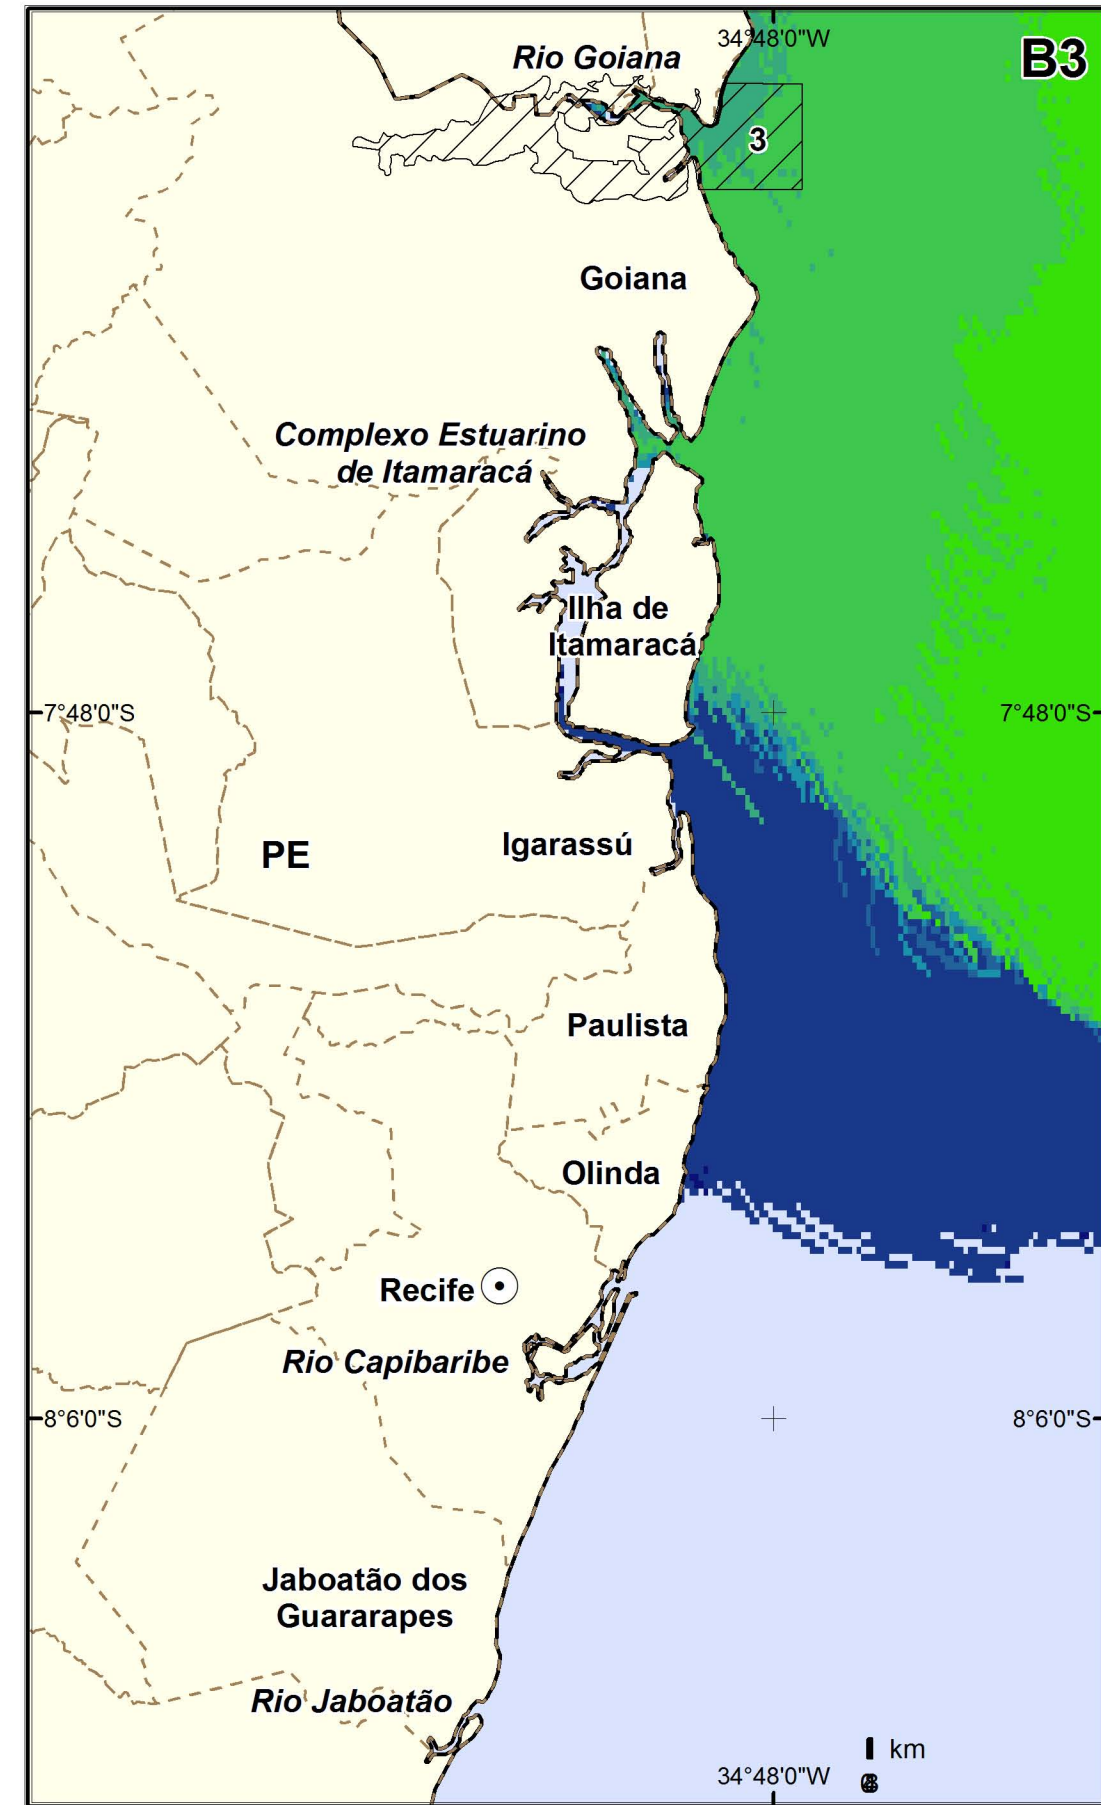 34°48'0"W
B3
Rio Goiana
3
Goiana
Complexo Estuarino
de Itamaracá
Ilha de
Itamaracá
7°48'0"S
7°48'0"S
Igarassú
PE
Paulista
Olinda
Recife
Rio Capibaribe
8°6'0"S
8°6'0"S
Jaboatão dos
Guararapes
Rio Jaboatão
km
34°48'0"W